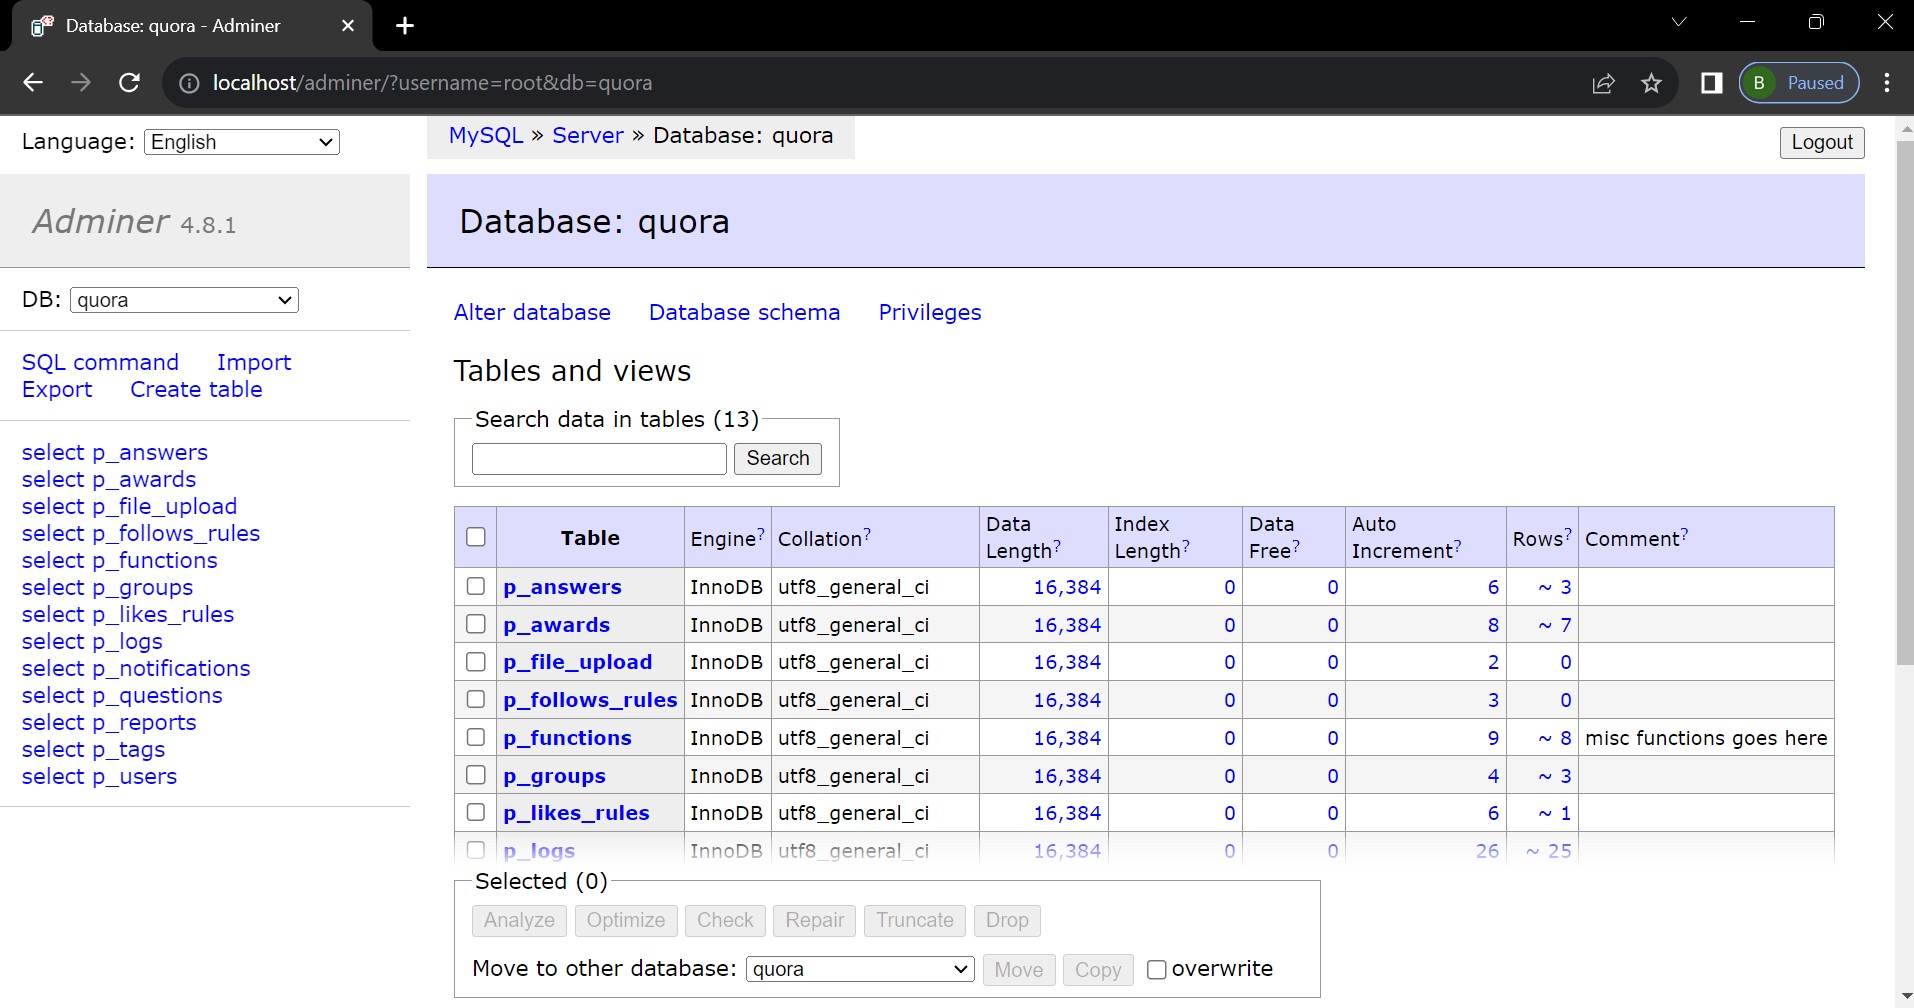 Database: quora - Adminer
localhost/adminer/?username=root&db=quora
B Paused
Language: English
MySQL » Server » Database: quora
Logout
Adminer 4.8.1
Database: quora
DB: quora
SQL command Import
Export Create table
select p_answers
select p_awards
select p_file_upload
select p_follows_rules
select p_functions
select p_groups
select p_likes_rules
select p_logs
select p_notifications
select p_questions
select p_reports
select p_tags
select p_users
Alter database Database schema Privileges
Tables and views
Search data in tables (13)
Search
Table Engine? Collation? Data Length? Index Length? Data Free? Auto Increment? Rows? Comment?
p_answers InnoDB utf8_general_ci 16,384 0 0 6 ~ 3
p_awards InnoDB utf8_general_ci 16,384 0 0 8 ~ 7
p_file_upload InnoDB utf8_general_ci 16,384 0 0 2 0
p_follows_rules InnoDB utf8_general_ci 16,384 0 0 3 0
p_functions InnoDB utf8_general_ci 16,384 0 0 9 ~ 8 misc functions goes here
p_groups InnoDB utf8_general_ci 16,384 0 0 4 ~ 3
p_likes_rules InnoDB utf8_general_ci 16,384 0 0 6 ~ 1
p_logs InnoDB utf8_general_ci 16,384 0 0 26 ~ 25
Selected (0)
Analyze Optimize Check Repair Truncate Drop
Move to other database: quora Move Copy overwrite